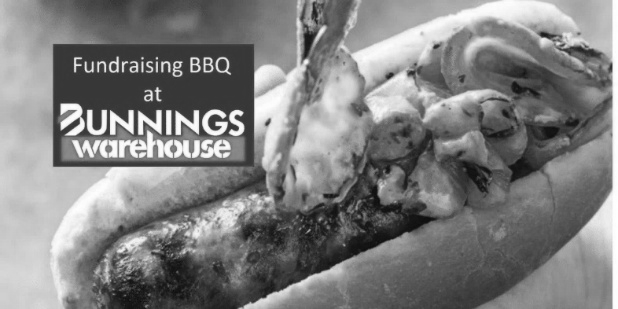 Fundraising BBQ
at
BUNNINGS
warehouse